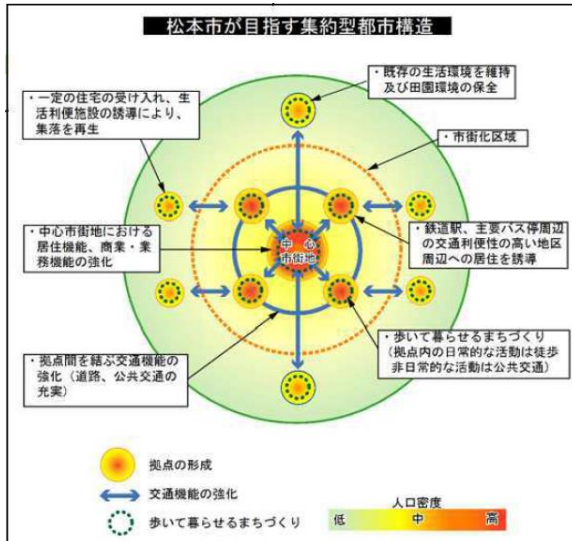 松本市が目指す集約型都市構造
・一定の住宅の受け入れ、生
活利便施設の誘導により、
集落を再生
・既存の生活環境を維持
及び田園環境の保全
・市街化区域
・中心市街地における
居住機能、商業・業
務機能の強化
中 心
市街地
・鉄道駅、主要バス停周辺
の交通利便性の高い地区
周辺への居住を誘導
・拠点間を結ぶ交通機能の
強化（道路、公共交通の
充実）
・歩いて暮らせるまちづくり
（拠点内の日常的な活動は徒歩
非日常的な活動は公共交通）
拠点の形成
交通機能の強化
歩いて暮らせるまちづくり
人口密度
低 中 高